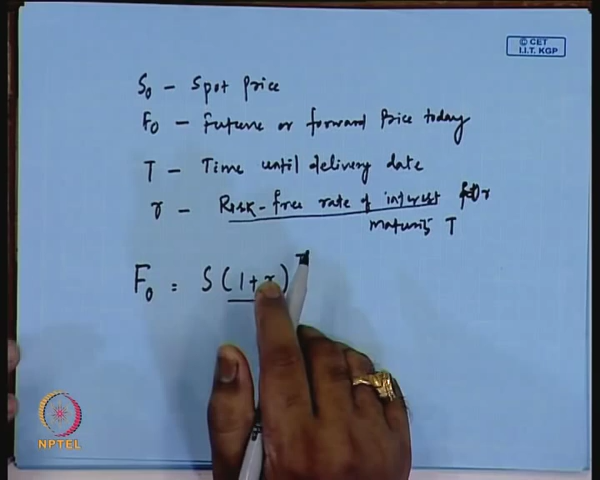 © CET
I.I.T. KGP
S0 - Spot price
F0 - Future or forward price today
T - Time until delivery date
r - Risk-free rate of interest for
maturity T
F0 = S(1+r)T
NPTEL